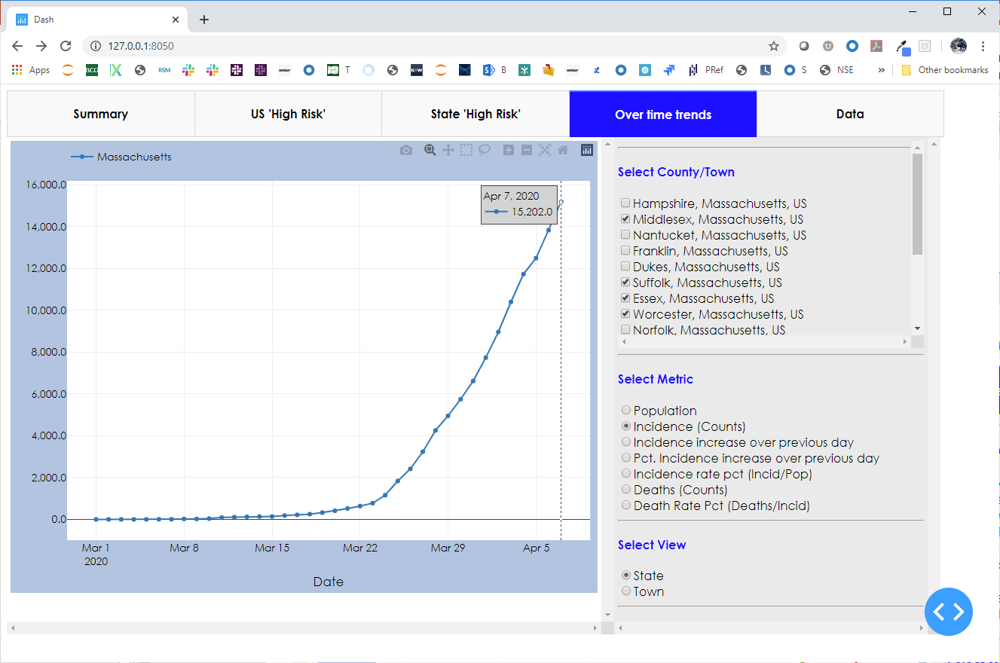 Dash
127.0.0.1:8050
Apps
BCG
RSM
verizon
T
K+W
B
verizon
PRef
S
NSE
»
Other bookmarks
Summary
US 'High Risk'
State 'High Risk'
Over time trends
Data
Massachusetts
16,000.0
14,000.0
12,000.0
10,000.0
8,000.0
6,000.0
4,000.0
2,000.0
0.0
Apr 7, 2020
15,202.0
Mar 1
2020
Mar 8
Mar 15
Mar 22
Mar 29
Apr 5
Date
Select County/Town
Hampshire, Massachusetts, US
Middlesex, Massachusetts, US
Nantucket, Massachusetts, US
Franklin, Massachusetts, US
Dukes, Massachusetts, US
Suffolk, Massachusetts, US
Essex, Massachusetts, US
Worcester, Massachusetts, US
Norfolk, Massachusetts, US
Select Metric
Population
Incidence (Counts)
Incidence increase over previous day
Pct. Incidence increase over previous day
Incidence rate pct (Incid/Pop)
Deaths (Counts)
Death Rate Pct (Deaths/Incid)
Select View
State
Town